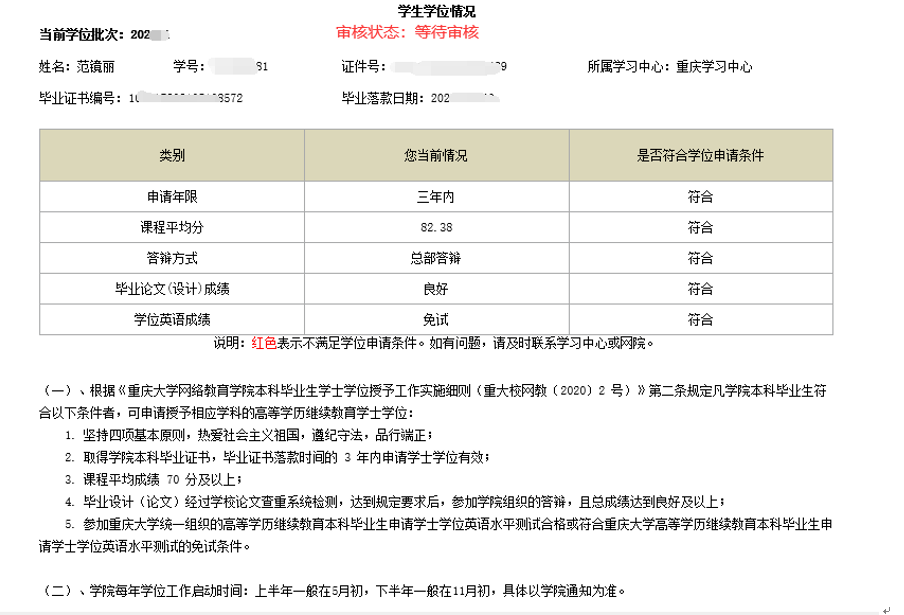 学生学位情况
当前学位批次：202
审核状态：等待审核
姓名：范镜丽 学号： 81 证件号： 9 所属学习中心：重庆学习中心
毕业证书编号：10 8572 毕业落款日期：202
类别 您当前情况 是否符合学位申请条件
申请年限 三年内 符合
课程平均分 82.38 符合
答辩方式 总部答辩 符合
毕业论文(设计)成绩 良好 符合
学位英语成绩 免试 符合
说明：红色表示不满足学位申请条件。如有问题，请及时联系学习中心或网院。
（一）、根据《重庆大学网络教育学院本科毕业生学士学位授予工作实施细则（重大校网教（2020）2 号）》第二条规定凡学院本科毕业生符
合以下条件者，可申请授予相应学科的高等学历继续教育学士学位：
1. 坚持四项基本原则，热爱社会主义祖国，遵纪守法，品行端正；
2. 取得学院本科毕业证书，毕业证书落款时间的 3 年内申请学士学位有效；
3. 课程平均成绩 70 分及以上；
4. 毕业设计（论文）经过学校论文查重系统检测，达到规定要求后，参加学院组织的答辩，且总成绩达到良好及以上；
5. 参加重庆大学统一组织的高等学历继续教育本科毕业生申请学士学位英语水平测试合格或符合重庆大学高等学历继续教育本科毕业生申
请学士学位英语水平测试的免试条件。
（二）、学院每年学位工作启动时间：上半年一般在5月初，下半年一般在11月初，具体以学院通知为准。